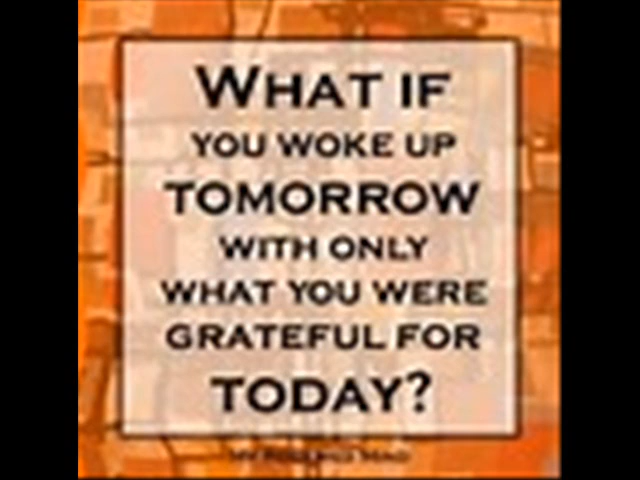 WHAT IF
YOU WOKE UP
TOMORROW
WITH ONLY
WHAT YOU WERE
GRATEFUL FOR
TODAY?